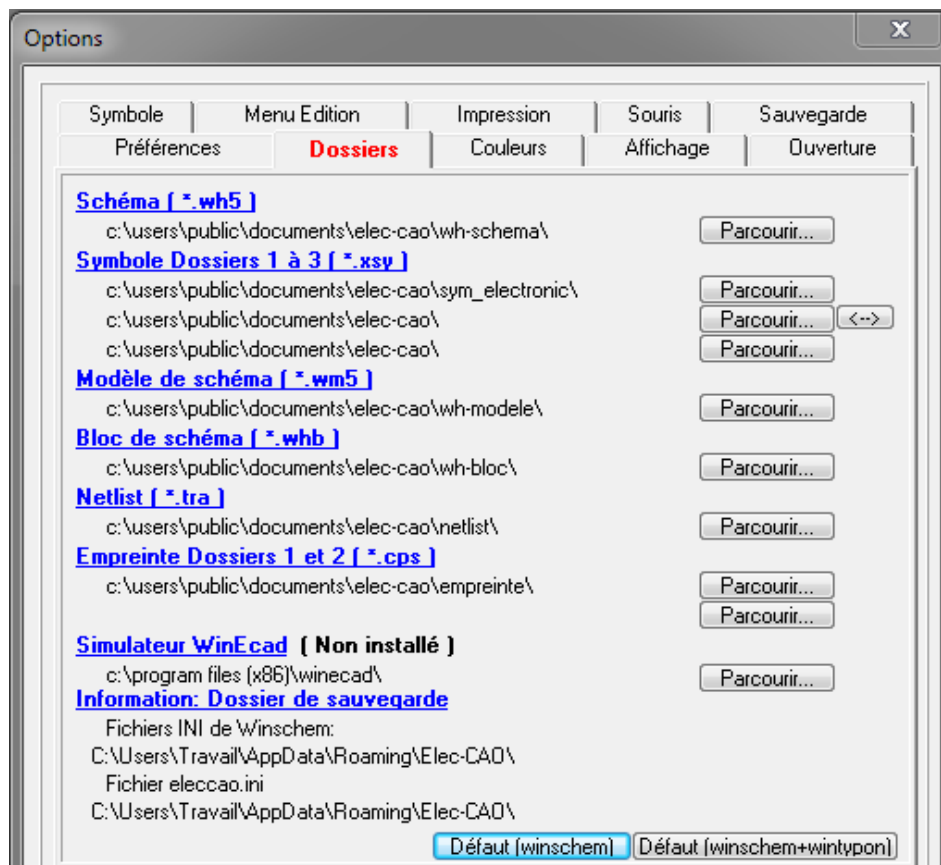 Options
x
Symbole Menu Edition Impression Souris Sauvegarde
Préférences Dossiers Couleurs Affichage Ouverture
Schéma ( *.wh5 )
c:\users\public\documents\elec-cao\wh-schema\ Parcourir...
Symbole Dossiers 1 à 3 ( *.xsy )
c:\users\public\documents\elec-cao\sym_electronic\ Parcourir...
c:\users\public\documents\elec-cao\ Parcourir... <-->
c:\users\public\documents\elec-cao\ Parcourir...
Modèle de schéma ( *.wm5 )
c:\users\public\documents\elec-cao\wh-modele\ Parcourir...
Bloc de schéma ( *.whb )
c:\users\public\documents\elec-cao\wh-bloc\ Parcourir...
Netlist ( *.tra )
c:\users\public\documents\elec-cao\netlist\ Parcourir...
Empreinte Dossiers 1 et 2 ( *.cps )
c:\users\public\documents\elec-cao\empreinte\ Parcourir...
Parcourir...
Simulateur WinEcad ( Non installé )
c:\program files (x86)\winecad\ Parcourir...
Information: Dossier de sauvegarde
Fichiers INI de Winschem:
C:\Users\Travail\AppData\Roaming\Elec-CAO\
Fichier eleccao.ini
C:\Users\Travail\AppData\Roaming\Elec-CAO\
Défaut (winschem) Défaut (winschem+wintypon)